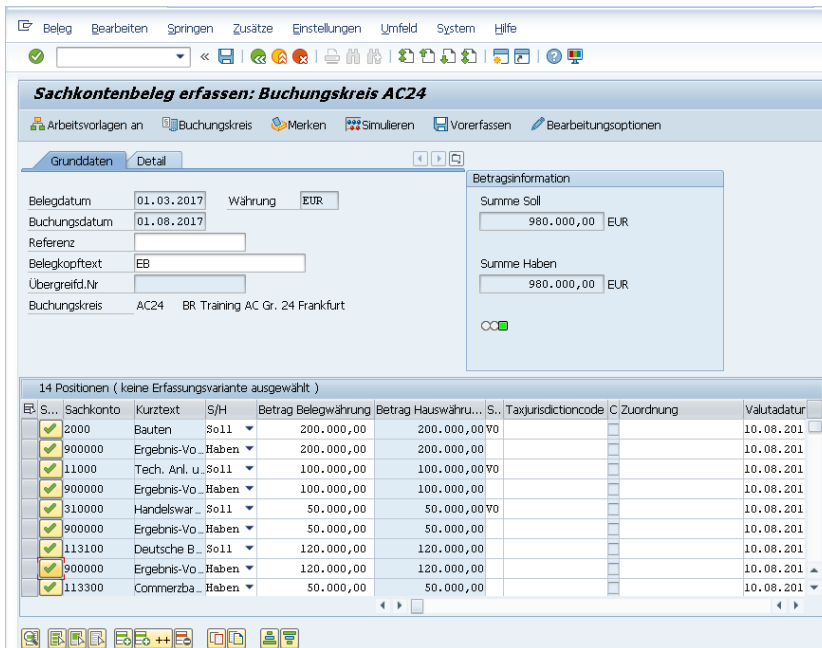 Beleg Bearbeiten Springen Zusätze Einstellungen Umfeld System Hilfe
Sachkontenbeleg erfassen: Buchungskreis AC24
Arbeitsvorlagen an Buchungskreis Merken Simulieren Vorerfassen Bearbeitungsoptionen
Grunddaten Detail
Betragsinformation
Belegdatum 01.03.2017 Währung EUR
Summe Soll
Buchungsdatum 01.08.2017
980.000,00 EUR
Referenz
Belegkopftext EB
Summe Haben
Übergreifd.Nr
980.000,00 EUR
Buchungskreis AC24 BR Training AC Gr. 24 Frankfurt
14 Positionen ( keine Erfassungsvariante ausgewählt )
S... Sachkonto Kurztext S/H Betrag Belegwährung Betrag Hauswähru... S.. Taxjurisdictioncode C Zuordnung Valutadatur
2000 Bauten Soll 200.000,00 200.000,00 V0 10.08.201
900000 Ergebnis-Vo_ Haben 200.000,00 200.000,00 10.08.201
11000 Tech. Anl. u_ Soll 100.000,00 100.000,00 V0 10.08.201
900000 Ergebnis-Vo_ Haben 100.000,00 100.000,00 10.08.201
310000 Handelswar_ Soll 50.000,00 50.000,00 V0 10.08.201
900000 Ergebnis-Vo_ Haben 50.000,00 50.000,00 10.08.201
113100 Deutsche B_ Soll 120.000,00 120.000,00 10.08.201
900000 Ergebnis-Vo_ Haben 120.000,00 120.000,00 10.08.201
113300 Commerzba_ Haben 50.000,00 50.000,00 10.08.201